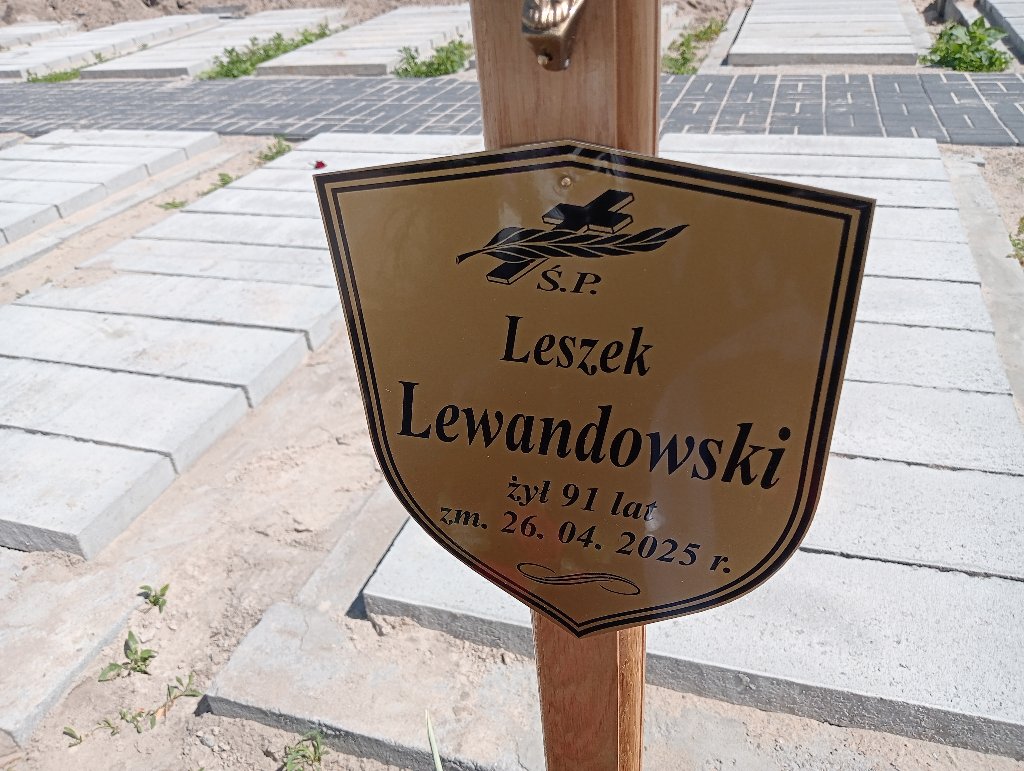 Ś.P.
Leszek
Lewandowski
żył 91 lat
zm. 26. 04. 2025 r.